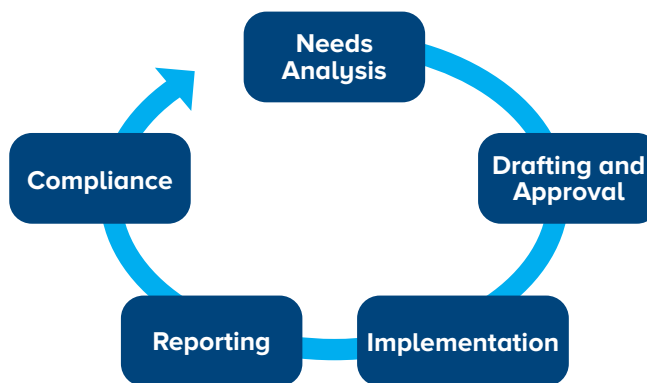 Needs
Analysis
Drafting and
Approval
Implementation
Reporting
Compliance